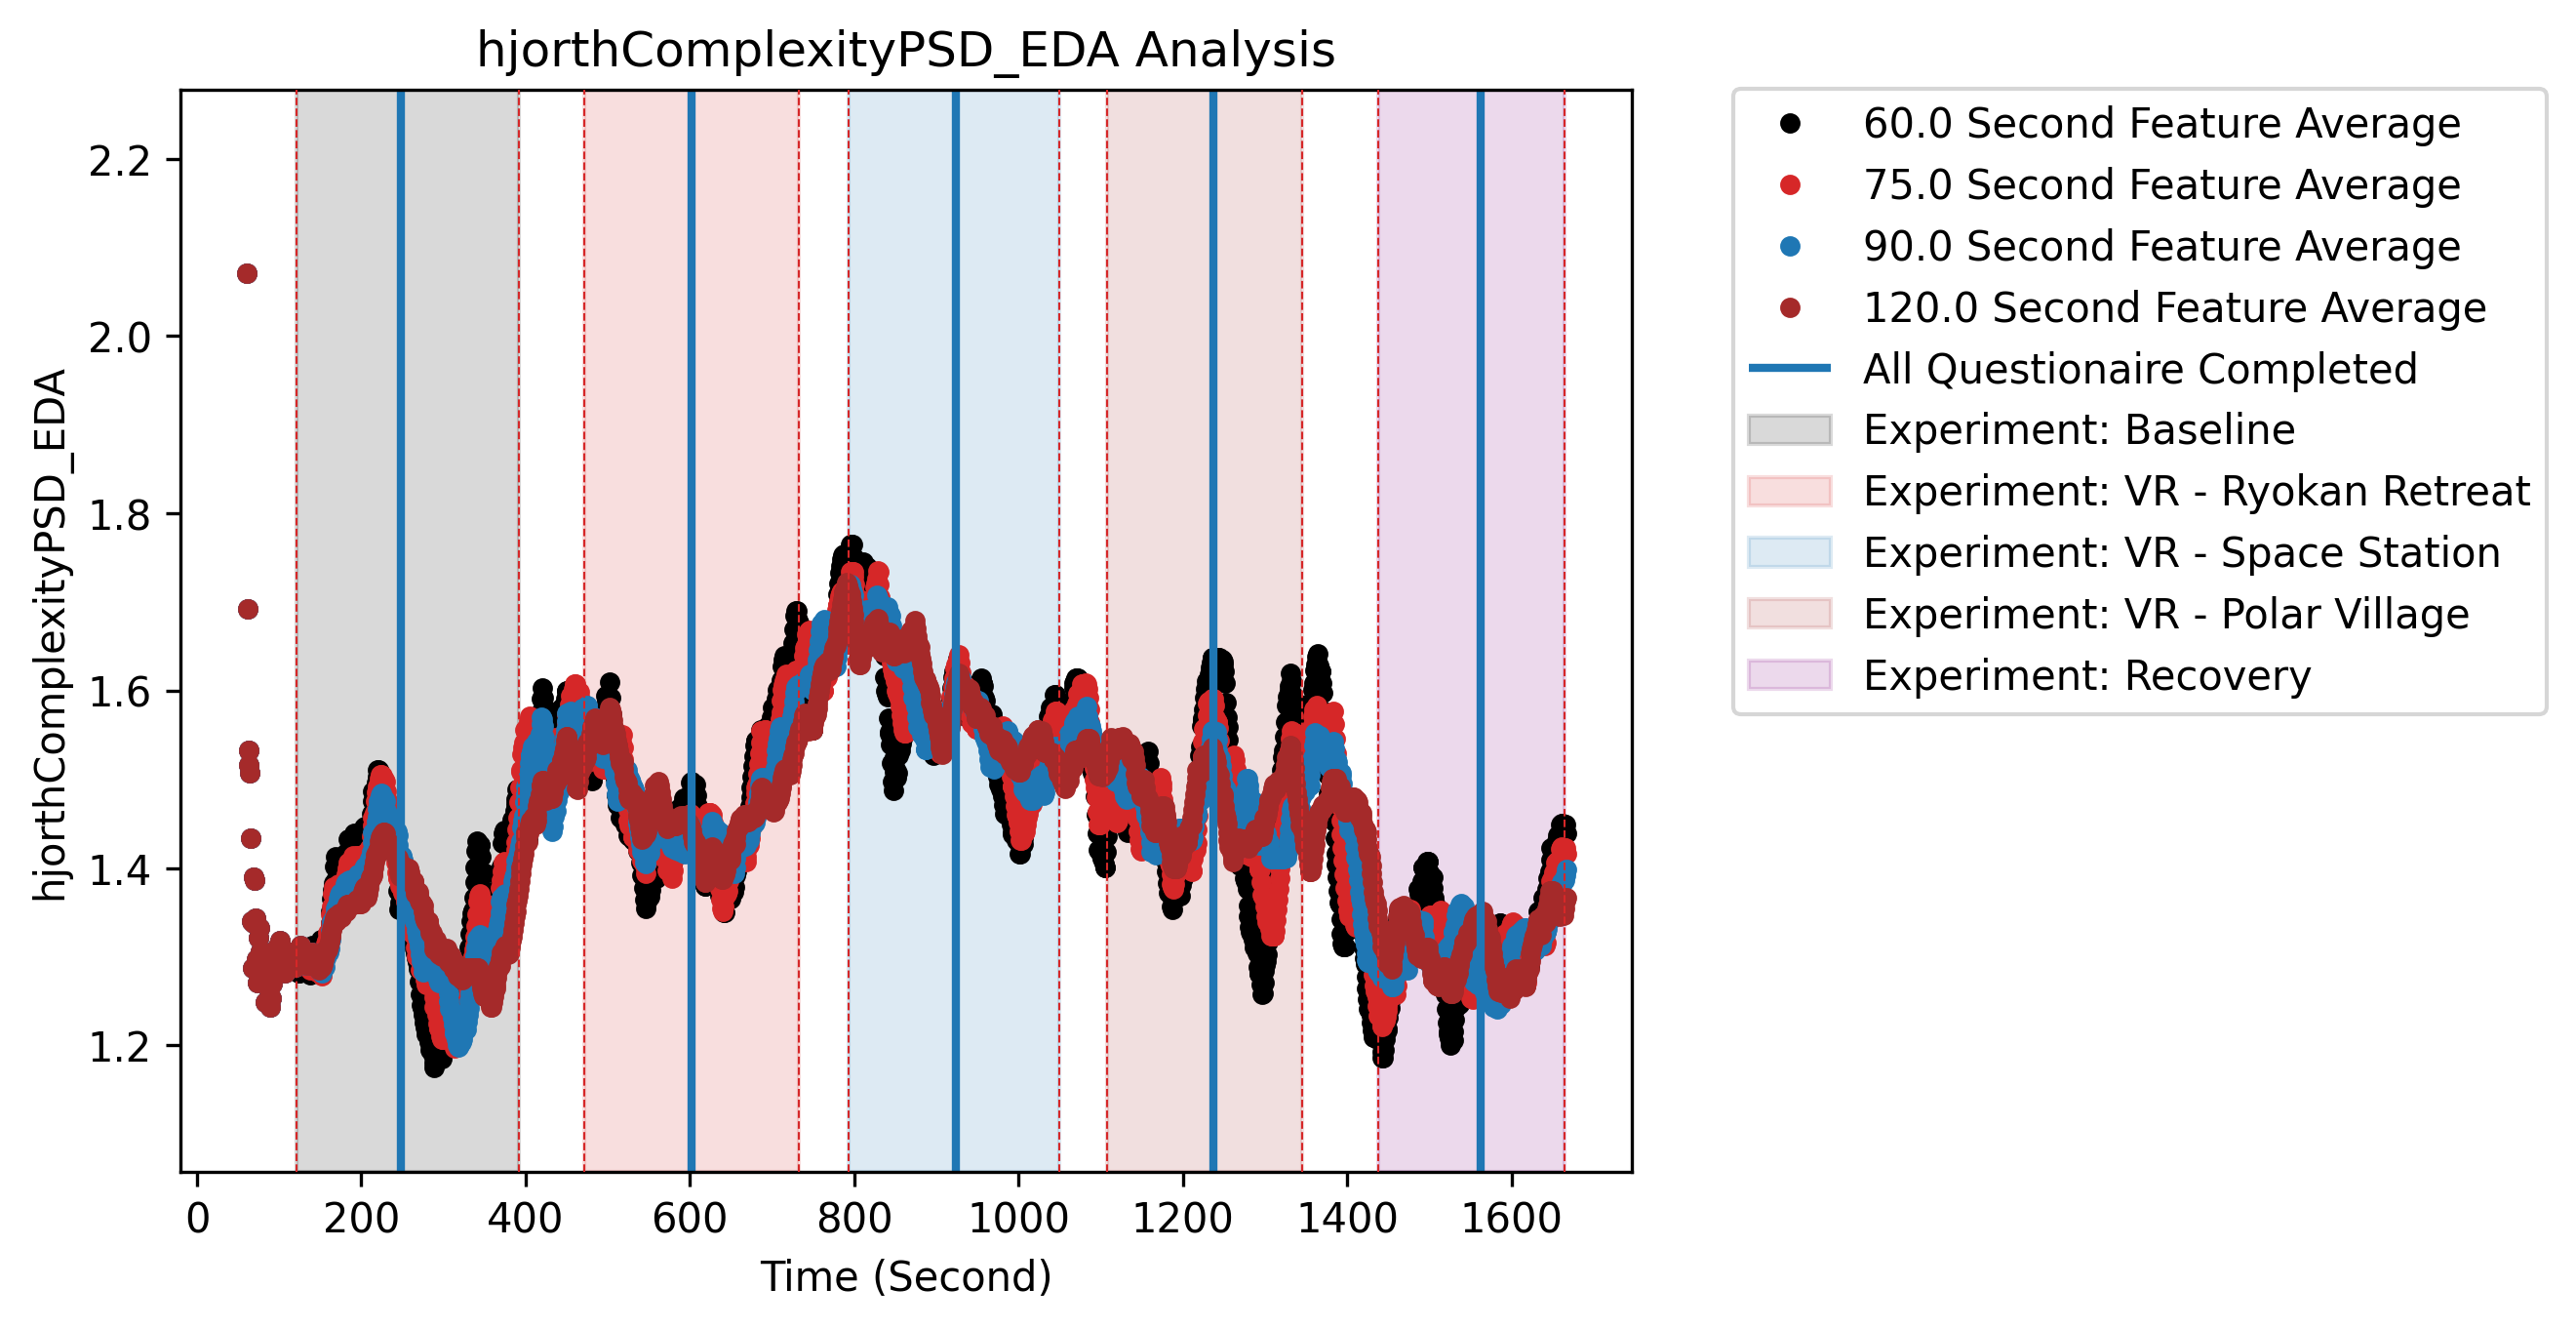 hjorthComplexityPSD_EDA Analysis
hjorthComplexityPSD_EDA
2.2
2.0
1.8
1.6
1.4
1.2
0 200 400 600 800 1000 1200 1400 1600
Time (Second)
60.0 Second Feature Average
75.0 Second Feature Average
90.0 Second Feature Average
120.0 Second Feature Average
All Questionaire Completed
Experiment: Baseline
Experiment: VR - Ryokan Retreat
Experiment: VR - Space Station
Experiment: VR - Polar Village
Experiment: Recovery